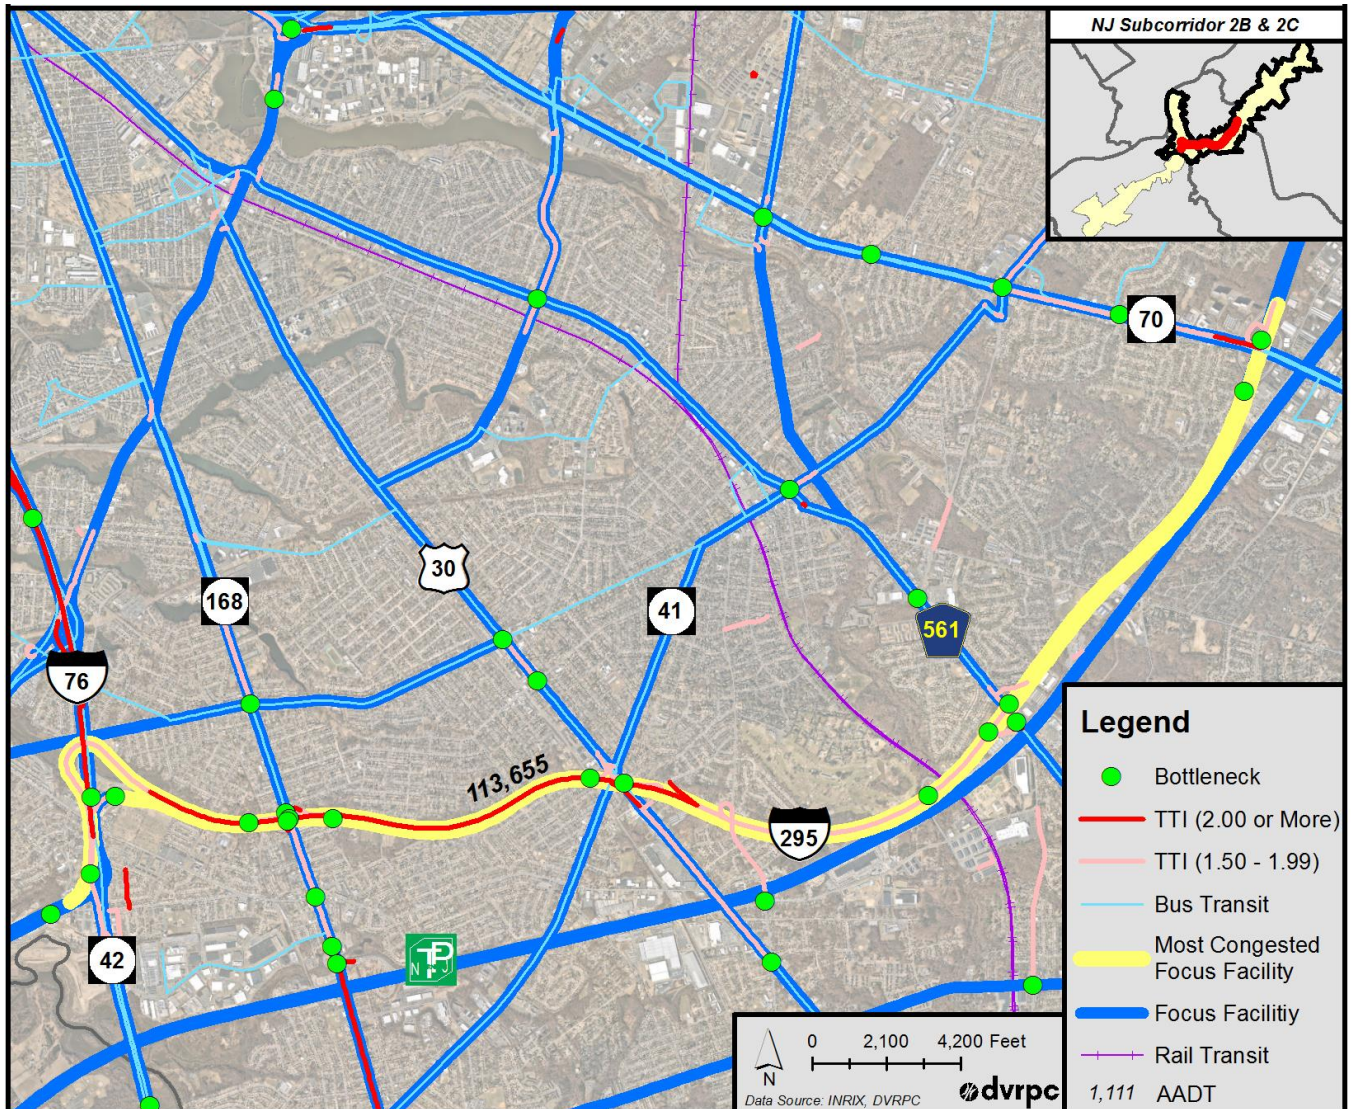 NJ Subcorridor 2B & 2C
70
30
168
41
561
76
113,655
295
42
NJ TP
Legend
Bottleneck
TTI (2.00 or More)
TTI (1.50 - 1.99)
Bus Transit
Most Congested
Focus Facility
Focus Facilitiy
Rail Transit
1,111 AADT
0 2,100 4,200 Feet
N
Data Source: INRIX, DVRPC
dvrpc